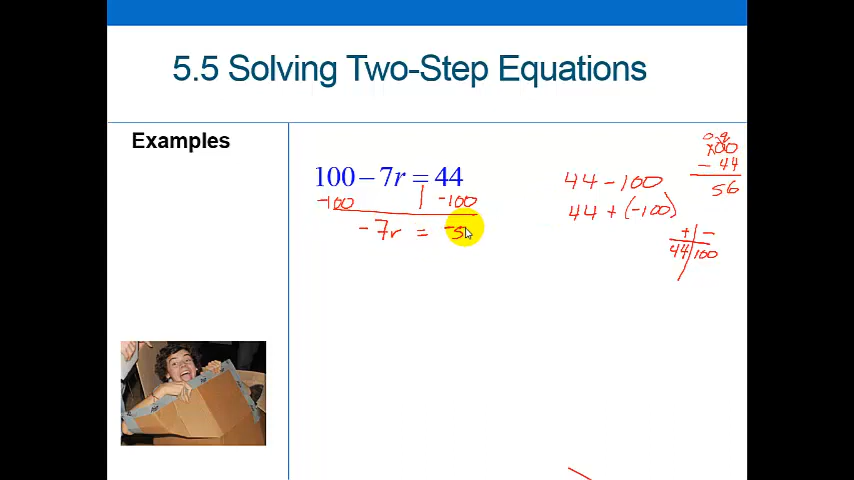 5.5 Solving Two-Step Equations
Examples
100 − 7r = 44
-100 -100
-7r = -5
44 - 100
44 + (-100)
100
- 44
56
+ | -
44 | 100